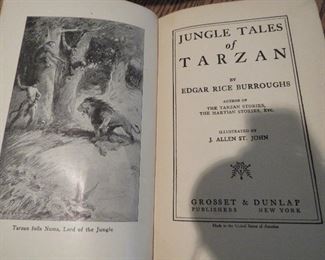 Tarzan foils Numa, Lord of the Jungle
JUNGLE TALES
of
TARZAN
BY
EDGAR RICE BURROUGHS
AUTHOR OF
THE TARZAN STORIES,
THE MARTIAN STORIES, ETC.
ILLUSTRATED BY
J. ALLEN ST. JOHN
GROSSET & DUNLAP
PUBLISHERS NEW YORK
Made in the United States of America